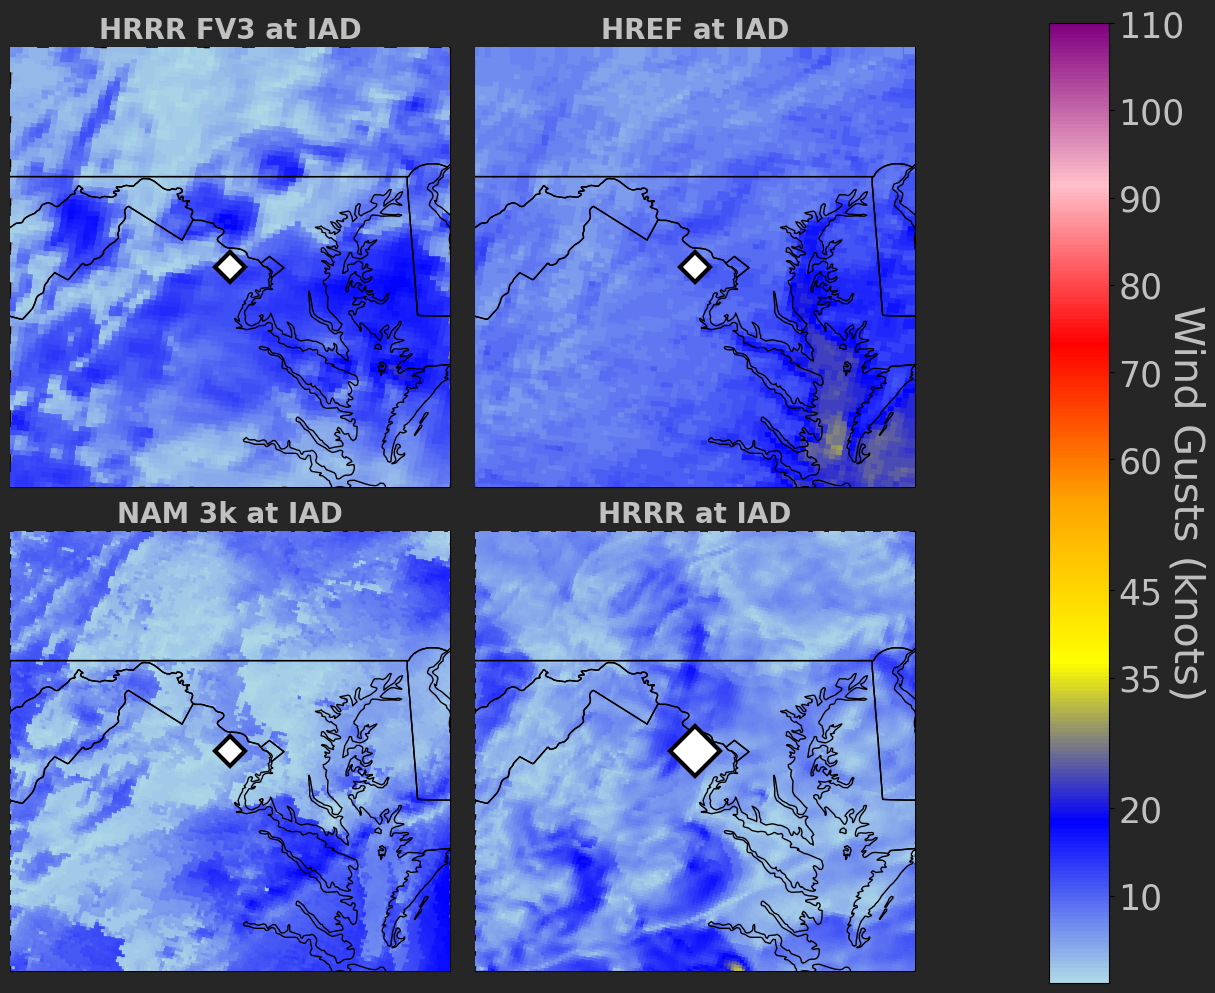 HRRR FV3 at IAD
HREF at IAD
NAM 3k at IAD
HRRR at IAD
110
100
90
80
70
60
45
35
20
10
Wind Gusts (knots)